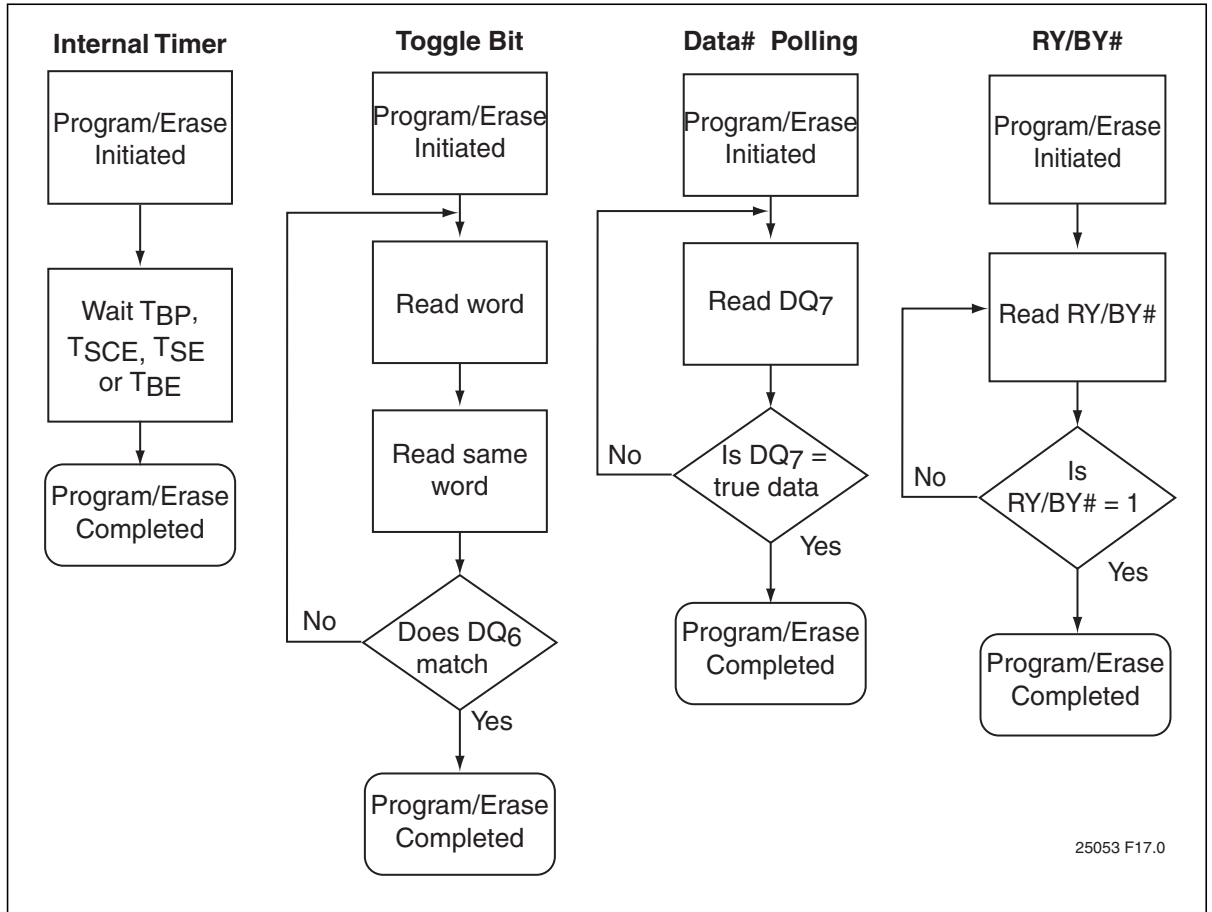 Internal Timer
Program/Erase
Initiated
Wait TBP,
TSCE, TSE
or TBE
Program/Erase
Completed
Toggle Bit
Program/Erase
Initiated
Read word
Read same
word
Does DQ6
match
No
Yes
Program/Erase
Completed
Data# Polling
Program/Erase
Initiated
Read DQ7
Is DQ7 =
true data
No
Yes
Program/Erase
Completed
RY/BY#
Program/Erase
Initiated
Read RY/BY#
Is
RY/BY# = 1
No
Yes
Program/Erase
Completed
25053 F17.0